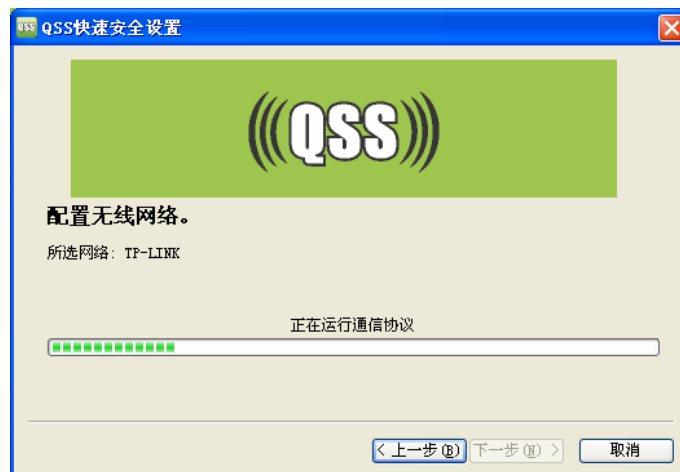 QSS QSS快速安全设置
(((QSS)))
配置无线网络。
所选网络: TP-LINK
正在运行通信协议
< 上一步(B) 下一步(N) > 取消